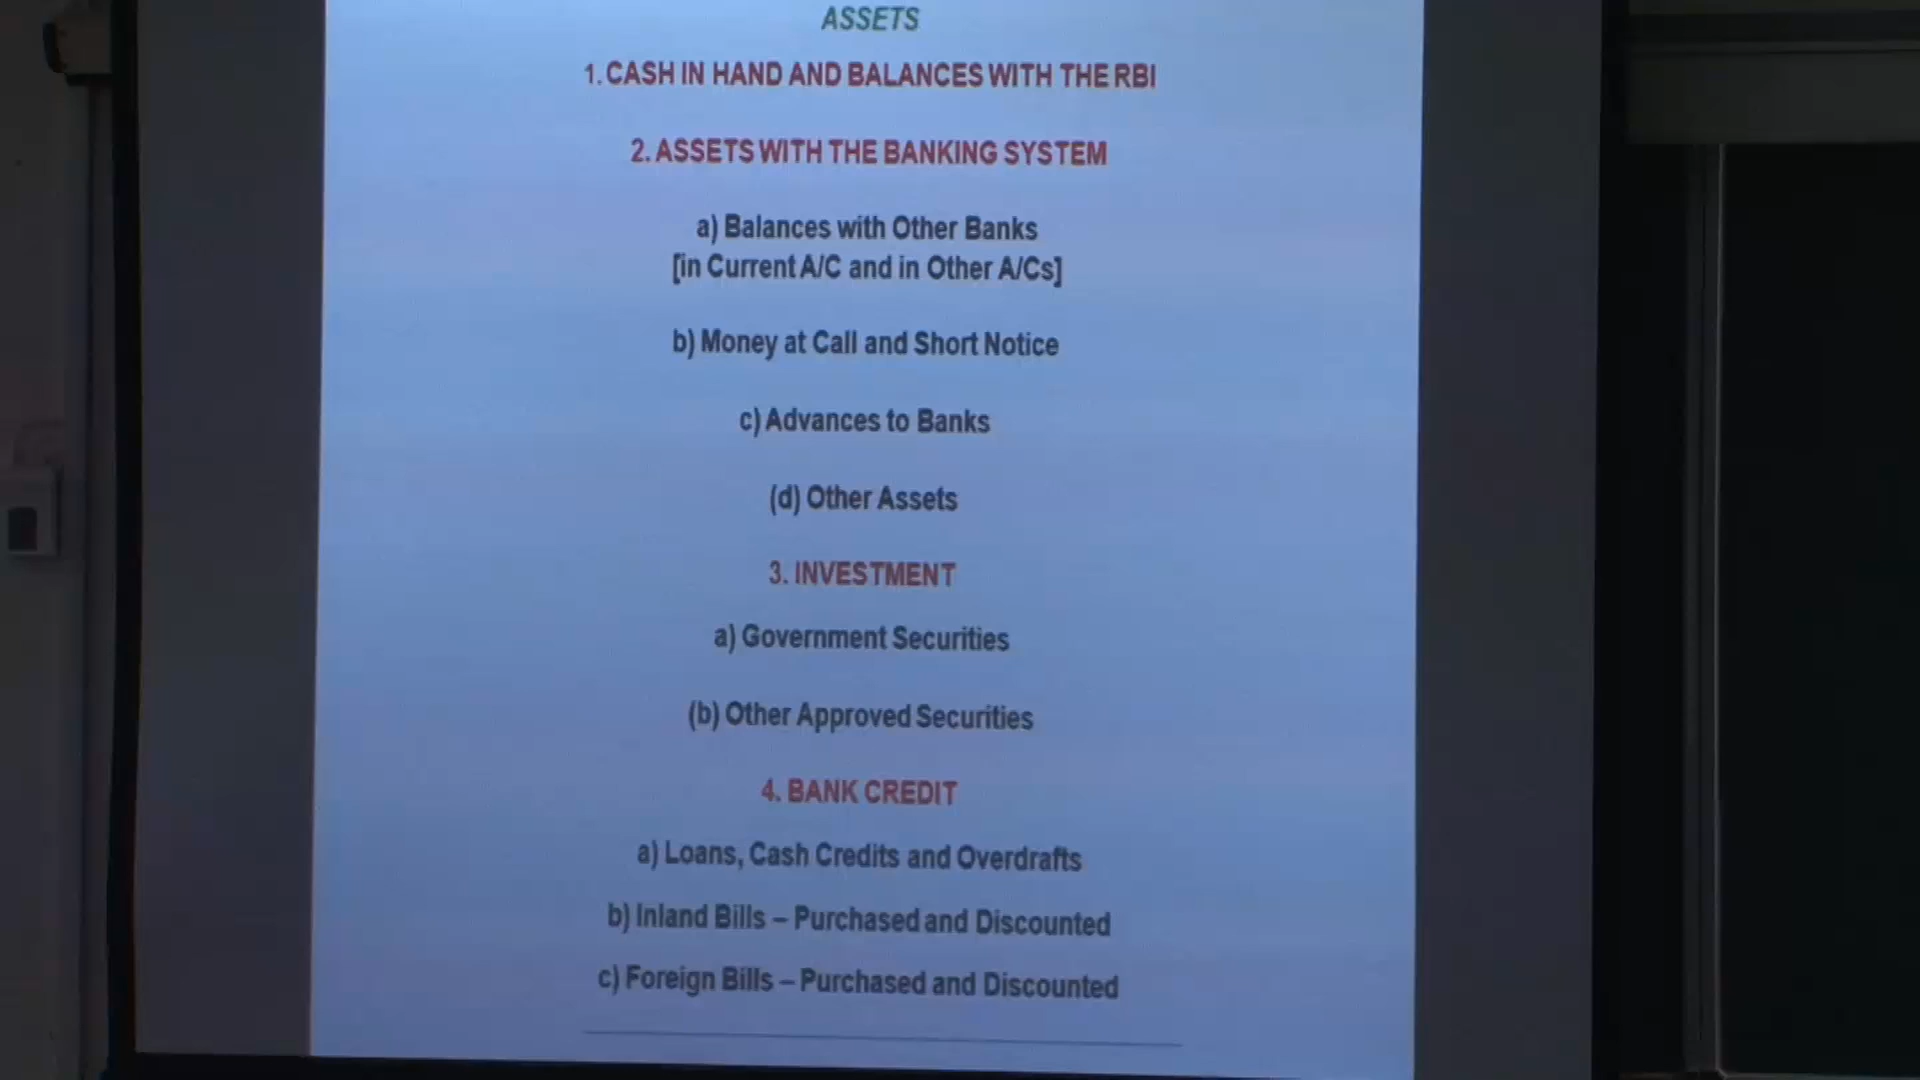 ASSETS
1. CASH IN HAND AND BALANCES WITH THE RBI
2. ASSETS WITH THE BANKING SYSTEM
a) Balances with Other Banks
[in Current A/C and in Other A/Cs]
b) Money at Call and Short Notice
c) Advances to Banks
(d) Other Assets
3. INVESTMENT
a) Government Securities
(b) Other Approved Securities
4. BANK CREDIT
a) Loans, Cash Credits and Overdrafts
b) Inland Bills – Purchased and Discounted
c) Foreign Bills – Purchased and Discounted